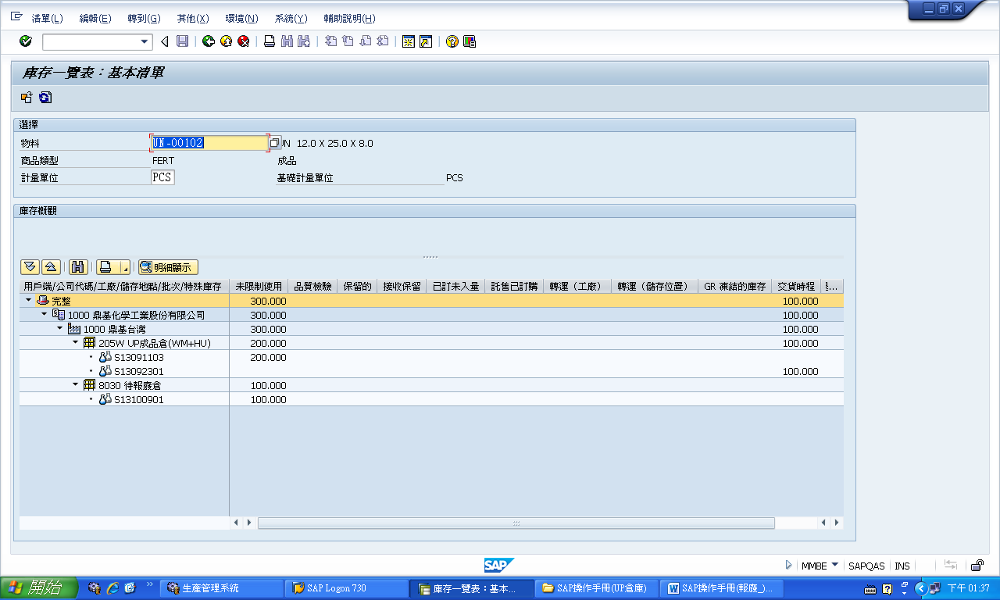 清單(L) 編輯(E) 轉到(G) 其他(X) 環境(N) 系統(Y) 輔助說明(H)
庫存一覽表：基本清單
選擇
物料 UN-00102 IN 12.0 X 25.0 X 8.0
商品類型 FERT 成品
計量單位 PCS 基礎計量單位 PCS
庫存概觀
明細顯示
用戶端/公司代碼/工廠/儲存地點/批次/特殊庫存 未限制使用 品質檢驗 保留的 接收保留 已訂未入量 託售已訂購 轉運（工廠） 轉運（儲存位置） GR 凍結的庫存 交貨時程
完整 300.000 100.000
1000 鼎基化學工業股份有限公司 300.000 100.000
1000 鼎基台灣 300.000 100.000
205W UP成品倉(WM+HU) 200.000 100.000
S13091103 200.000
S13092301 100.000
8030 待報廢倉 100.000
S13100901 100.000
SAP MMBE SAPQAS INS
開始 生產管理系統 SAP Logon 730 庫存一覽表：基本... SAP操作手冊(UP倉庫) SAP操作手冊(報廢_)... 下午 01:37